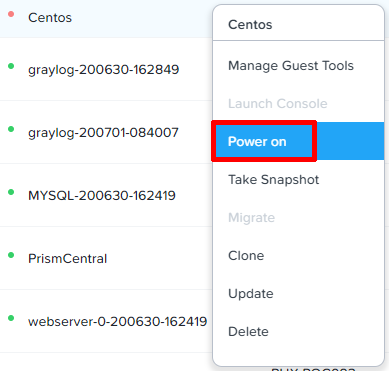 Centos
graylog-200630-162849
graylog-200701-084007
MYSQL-200630-162419
PrismCentral
webserver-0-200630-162419
Centos
Manage Guest Tools
Launch Console
Power on
Take Snapshot
Migrate
Clone
Update
Delete